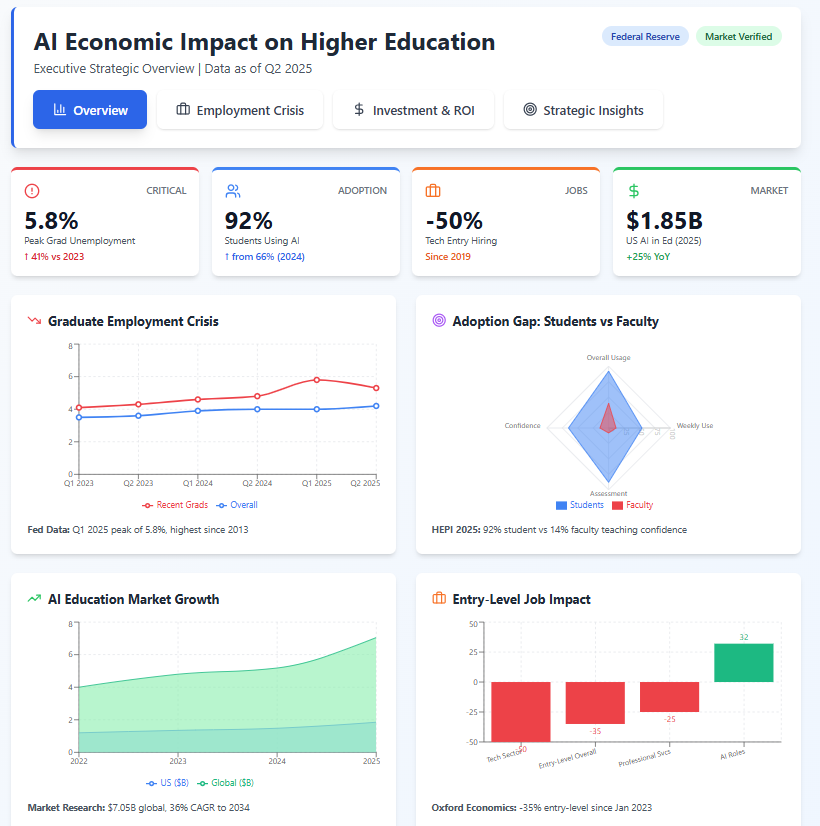 AI Economic Impact on Higher Education
Federal Reserve
Market Verified
Executive Strategic Overview | Data as of Q2 2025
Overview
Employment Crisis
Investment & ROI
Strategic Insights
CRITICAL
5.8%
Peak Grad Unemployment
↑ 41% vs 2023
ADOPTION
92%
Students Using AI
↑ from 66% (2024)
JOBS
-50%
Tech Entry Hiring
Since 2019
MARKET
$1.85B
US AI in Ed (2025)
+25% YoY
Graduate Employment Crisis
8
6
4
2
0
Q1 2023
Q2 2023
Q1 2024
Q2 2024
Q1 2025
Q2 2025
Recent Grads
Overall
Fed Data: Q1 2025 peak of 5.8%, highest since 2013
Adoption Gap: Students vs Faculty
Overall Usage
Confidence
Weekly Use
100
Assessment
Students
Faculty
HEPI 2025: 92% student vs 14% faculty teaching confidence
AI Education Market Growth
8
6
4
2
0
2022
2023
2024
2025
US ($B)
Global ($B)
Market Research: $7.05B global, 36% CAGR to 2034
Entry-Level Job Impact
50
25
0
-25
-50
32
-35
-25
Tech Sector
Entry-Level Overall
Professional Svcs
AI Roles
Oxford Economics: -35% entry-level since Jan 2023